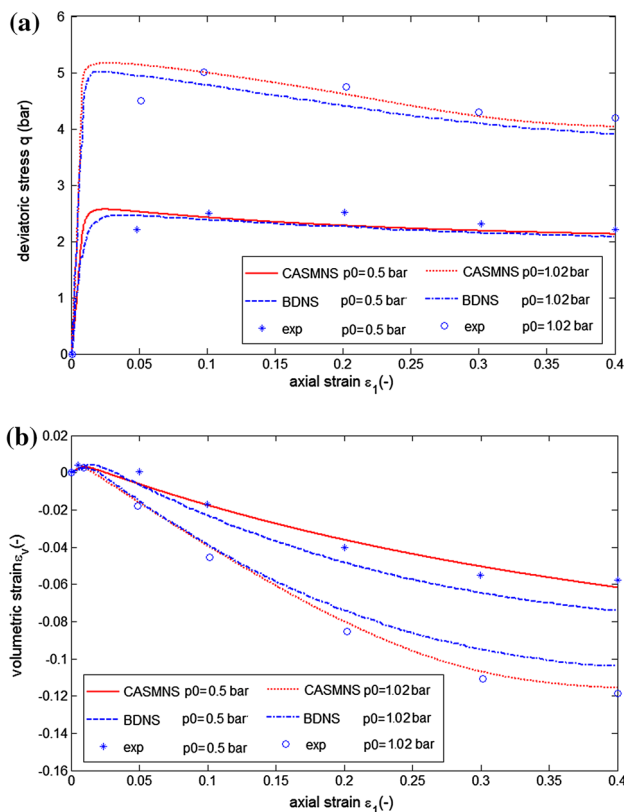 (a)
6
5
4
3
2
1
0
deviatoric stress q (bar)
CASMNS p0=0.5 bar
CASMNS p0=1.02 bar
BDNS p0=0.5 bar
BDNS p0=1.02 bar
exp p0=0.5 bar
exp p0=1.02 bar
0 0.05 0.1 0.15 0.2 0.25 0.3 0.35 0.4
axial strain ε1(-)
(b)
0.02
0
-0.02
-0.04
-0.06
-0.08
-0.1
-0.12
-0.14
-0.16
volumetric strainεv(-)
CASMNS p0=0.5 bar
CASMNS p0=1.02 bar
BDNS p0=0.5 bar
BDNS p0=1.02 bar
exp p0=0.5 bar
exp p0=1.02 bar
0 0.05 0.1 0.15 0.2 0.25 0.3 0.35 0.4
axial strain ε1(-)